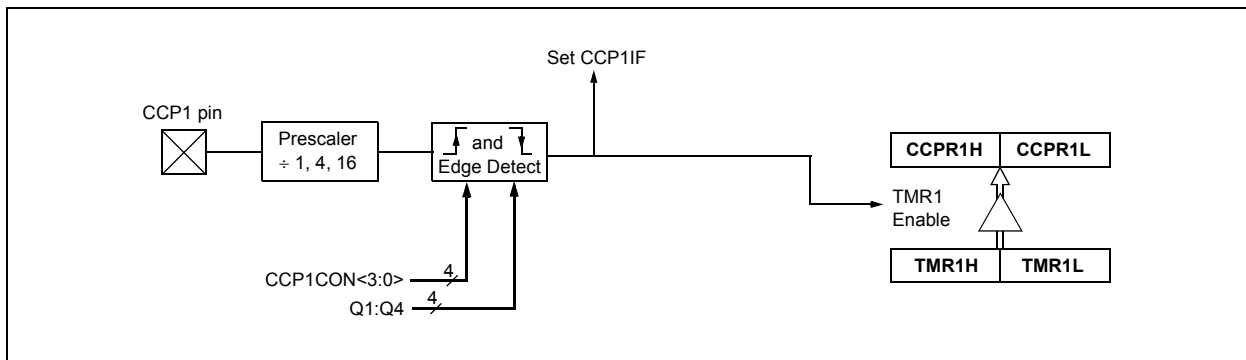 Set CCP1IF
CCP1 pin
Prescaler
÷ 1, 4, 16
and
Edge Detect
CCPR1H
CCPR1L
TMR1
Enable
TMR1H
TMR1L
CCP1CON<3:0>
4
Q1:Q4
4